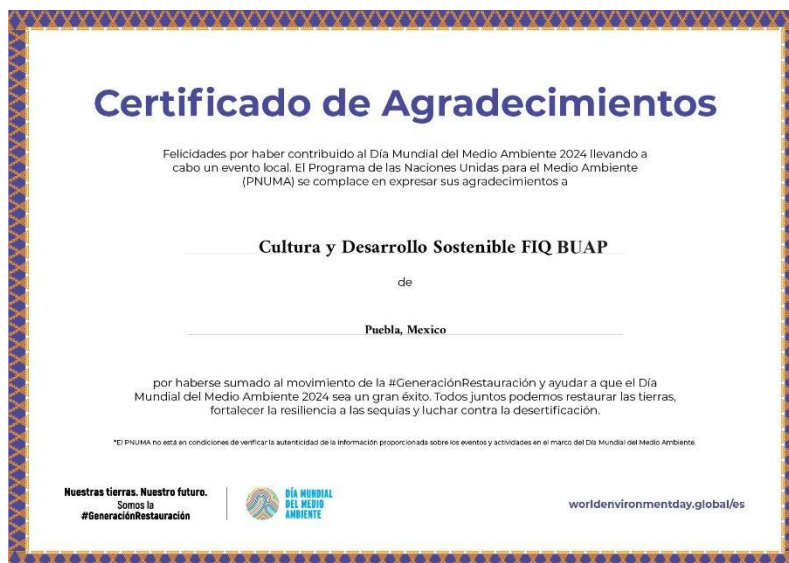 Certificado de Agradecimientos
Felicidades por haber contribuido al Día Mundial del Medio Ambiente 2024 llevando a
cabo un evento local. El Programa de las Naciones Unidas para el Medio Ambiente
(PNUMA) se complace en expresar sus agradecimientos a
Cultura y Desarrollo Sostenible FIQ BUAP
de
Puebla, Mexico
por haberse sumado al movimiento de la #GeneraciónRestauración y ayudar a que el Día
Mundial del Medio Ambiente 2024 sea un gran éxito. Todos juntos podemos restaurar las tierras,
fortalecer la resiliencia a las sequías y luchar contra la desertificación.
*El PNUMA no está en condiciones de verificar la autenticidad de la información proporcionada sobre los eventos y actividades en el marco del Día Mundial del Medio Ambiente.
Nuestras tierras. Nuestro futuro.
Somos la
#GeneraciónRestauración
DÍA MUNDIAL
DEL MEDIO
AMBIENTE
worldenvironmentday.global/es